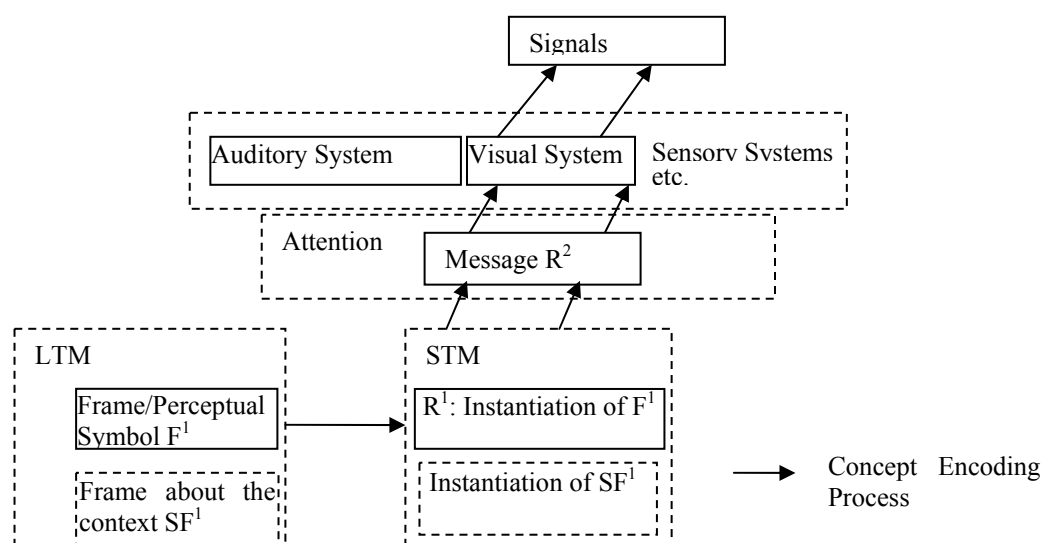 Signals
Auditory System
Visual System
Sensory Systems
etc.
Attention
Message R²
LTM
STM
Frame/Perceptual
Symbol F¹
R¹: Instantiation of F¹
Frame about the
context SF¹
Instantiation of SF¹
Concept Encoding
Process